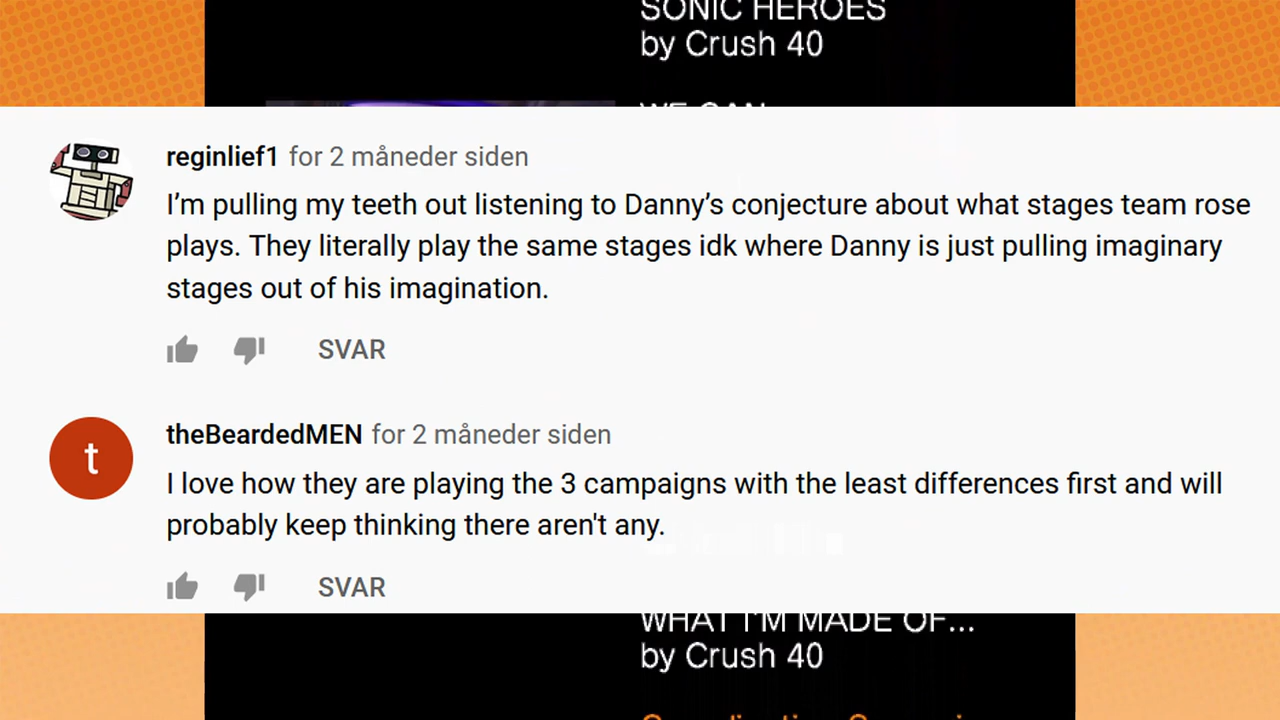 SONIC HEROES
by Crush 40
WE CAN
reginlief1 for 2 måneder siden
I’m pulling my teeth out listening to Danny’s conjecture about what stages team rose
plays. They literally play the same stages idk where Danny is just pulling imaginary
stages out of his imagination.
SVAR
t
theBeardedMEN for 2 måneder siden
I love how they are playing the 3 campaigns with the least differences first and will
probably keep thinking there aren't any.
SVAR
WHAT I'M MADE OF...
by Crush 40